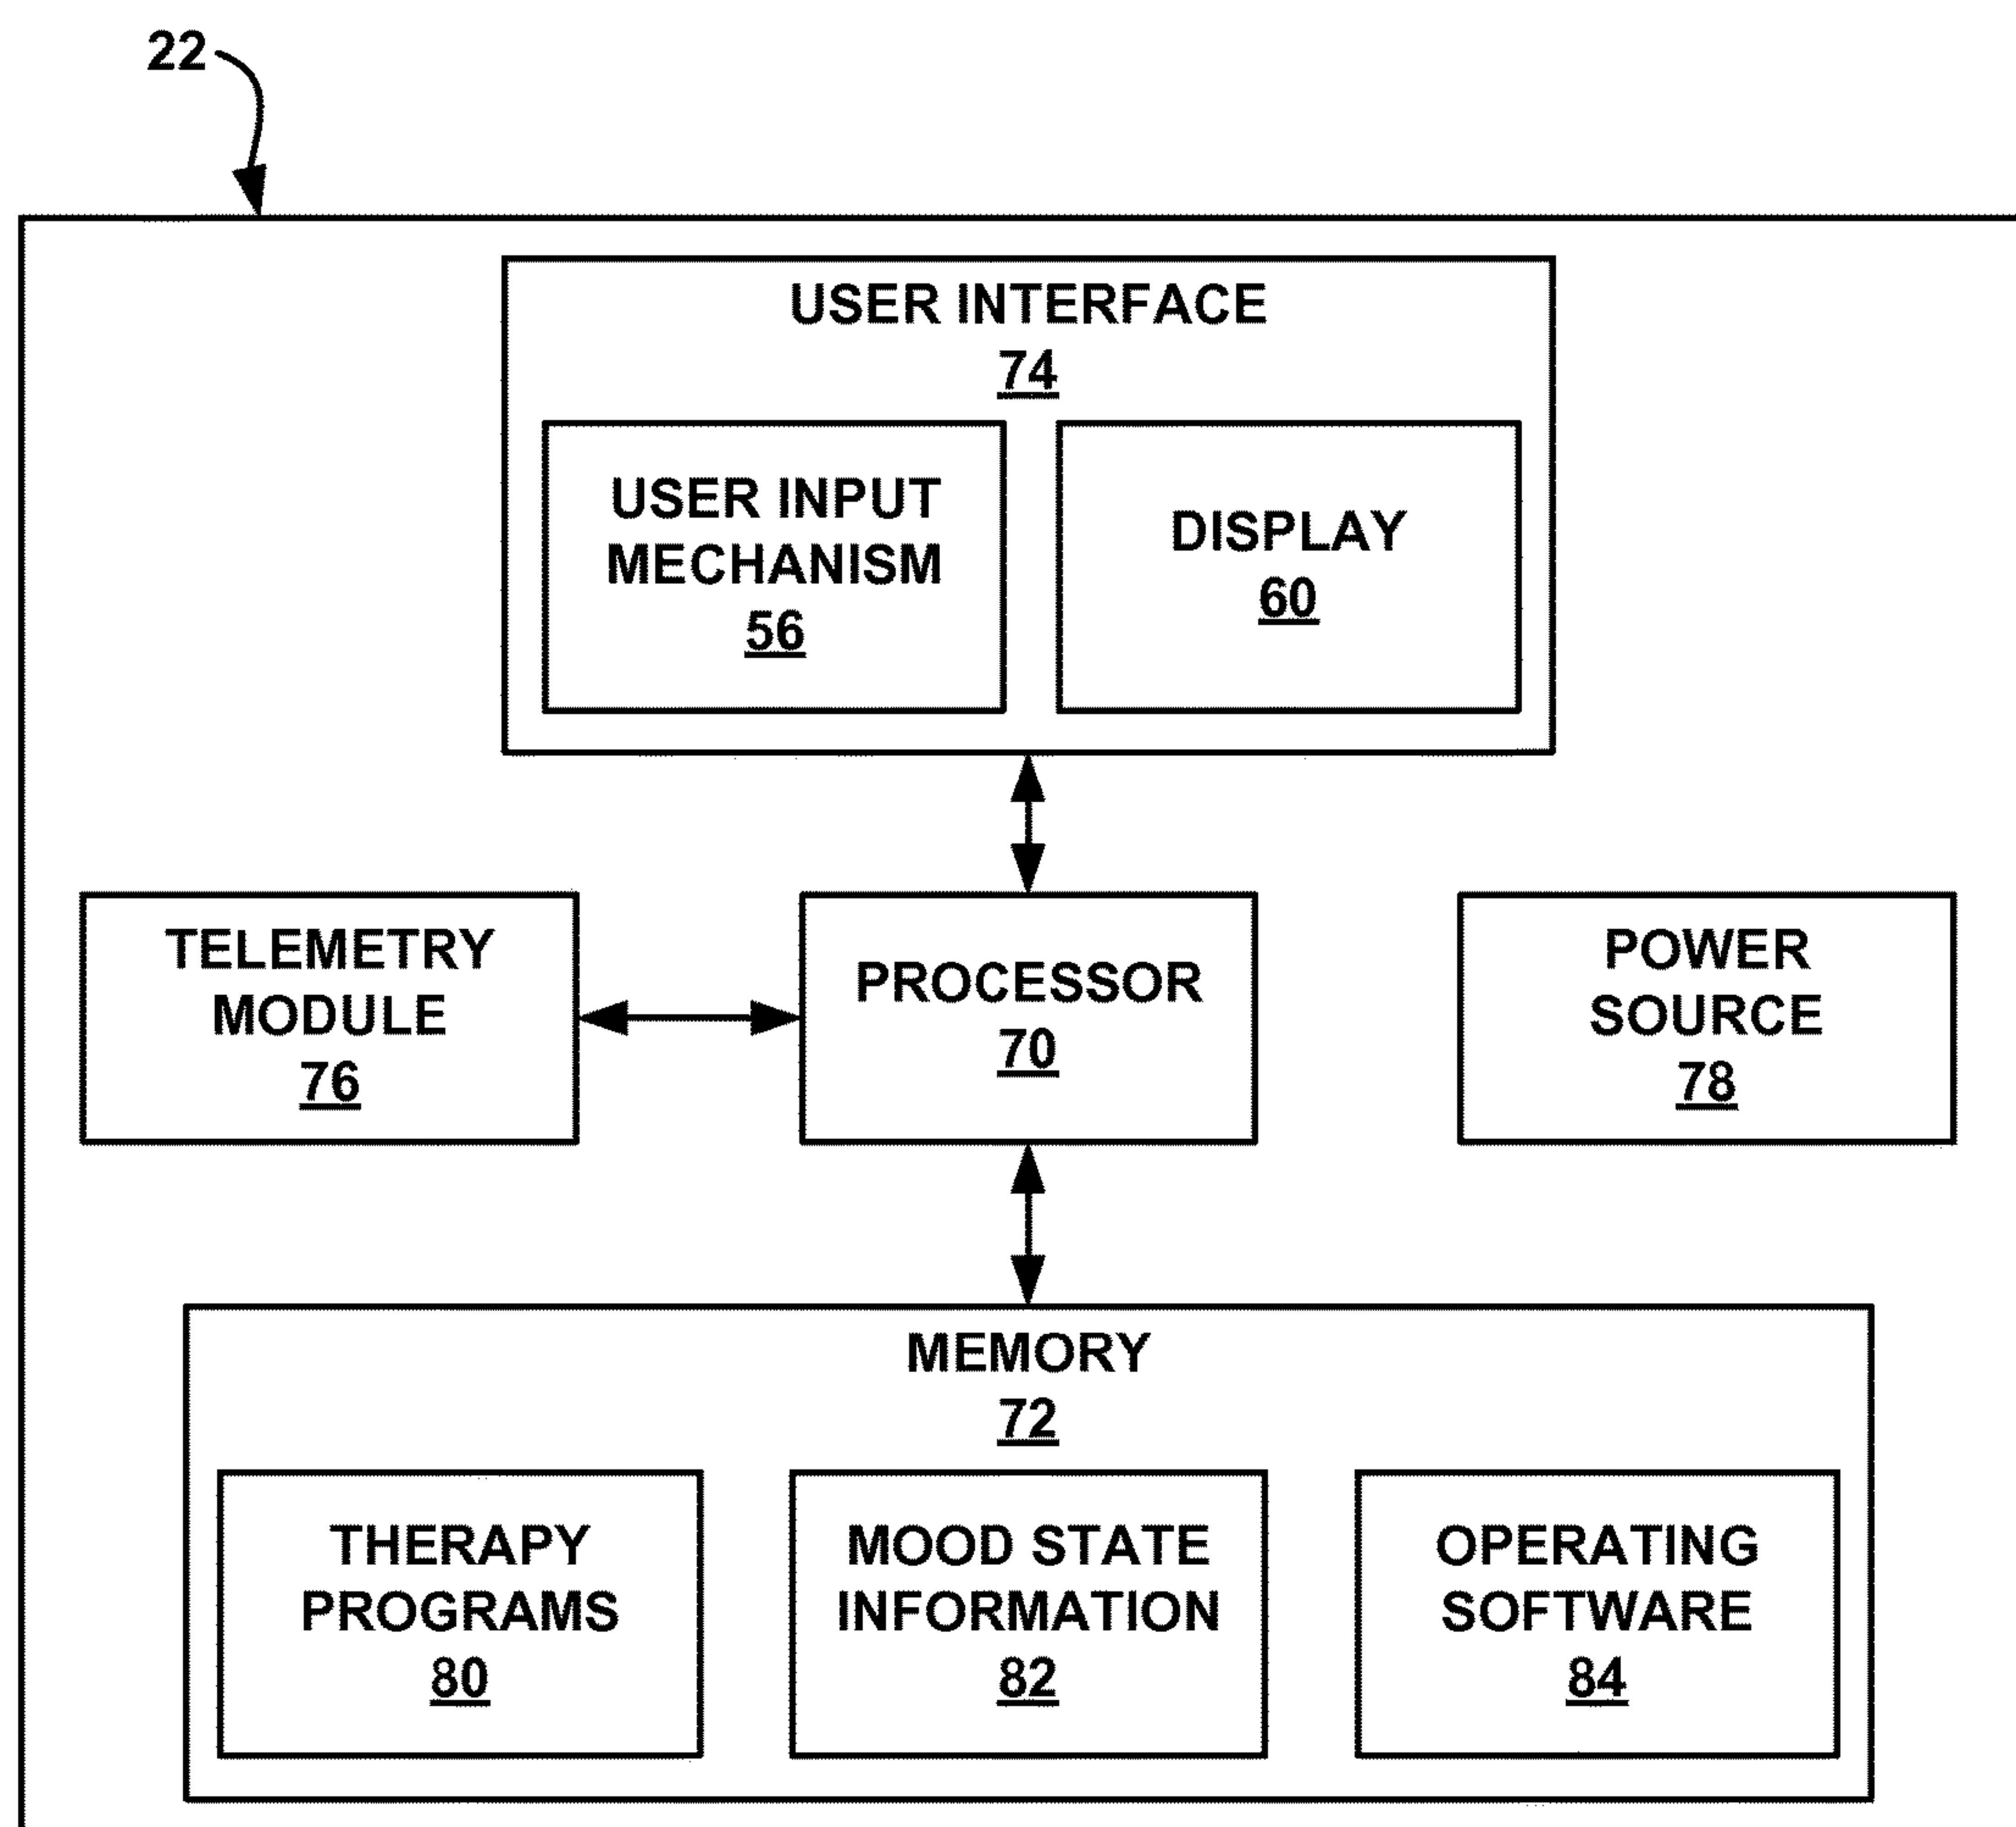 22
USER INTERFACE
74
USER INPUT
MECHANISM
56
DISPLAY
60
TELEMETRY
MODULE
76
PROCESSOR
70
POWER
SOURCE
78
MEMORY
72
THERAPY
PROGRAMS
80
MOOD STATE
INFORMATION
82
OPERATING
SOFTWARE
84